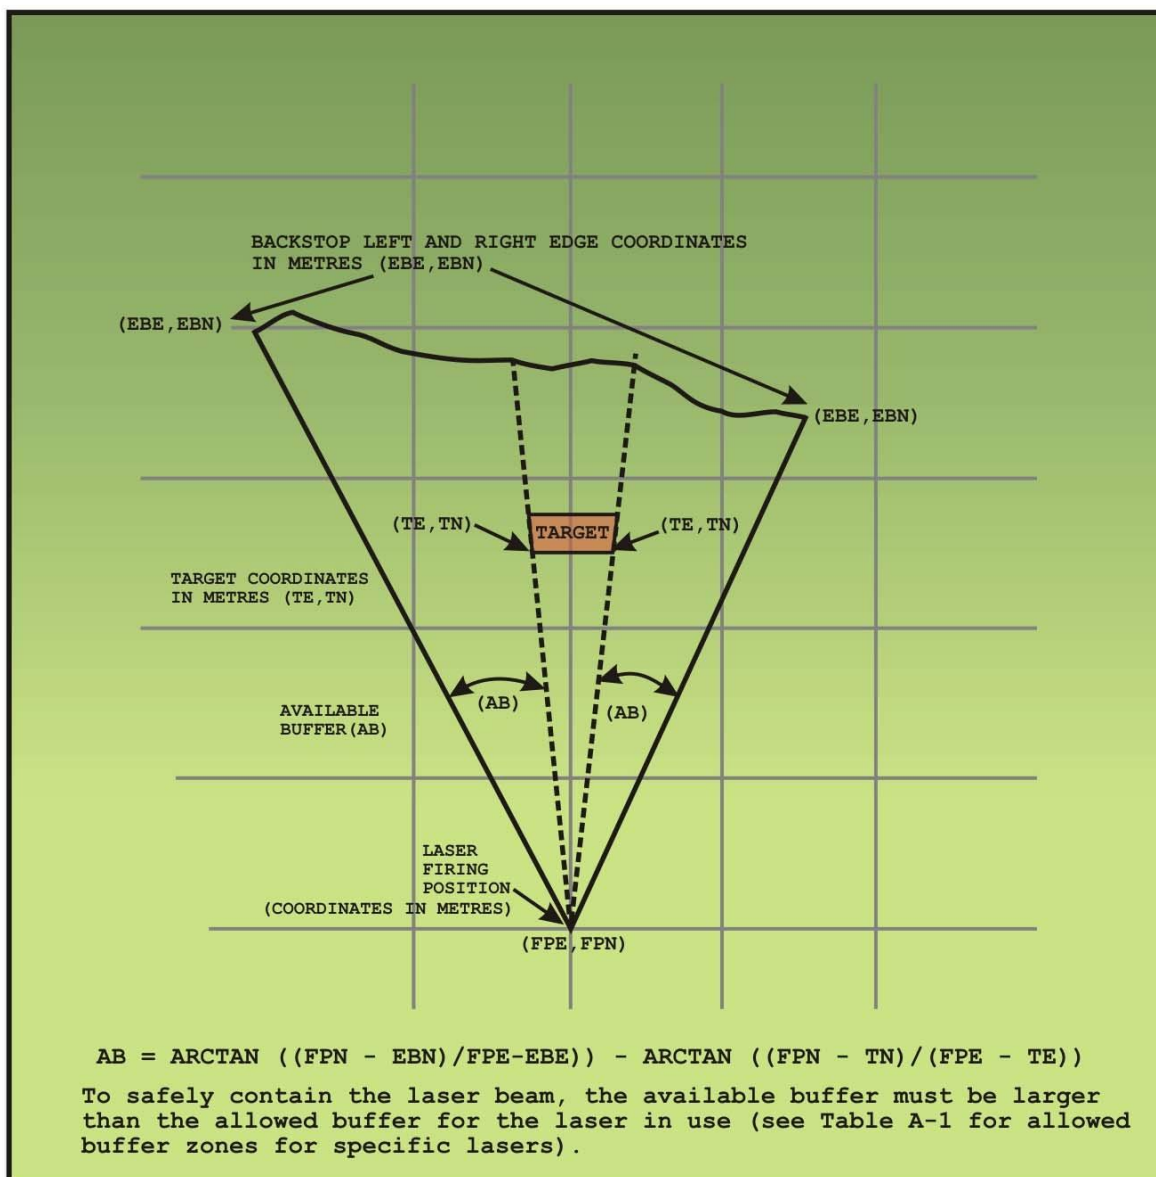 BACKSTOP LEFT AND RIGHT EDGE COORDINATES
IN METRES (EBE,EBN)
(EBE,EBN)
(EBE,EBN)
(TE,TN)
TARGET
(TE,TN)
TARGET COORDINATES
IN METRES (TE,TN)
(AB)
(AB)
AVAILABLE
BUFFER(AB)
LASER
FIRING
POSITION
(COORDINATES IN METRES)
(FPE,FPN)
AB = ARCTAN ((FPN - EBN)/FPE-EBE)) - ARCTAN ((FPN - TN)/(FPE - TE))
To safely contain the laser beam, the available buffer must be larger
than the allowed buffer for the laser in use (see Table A-1 for allowed
buffer zones for specific lasers).